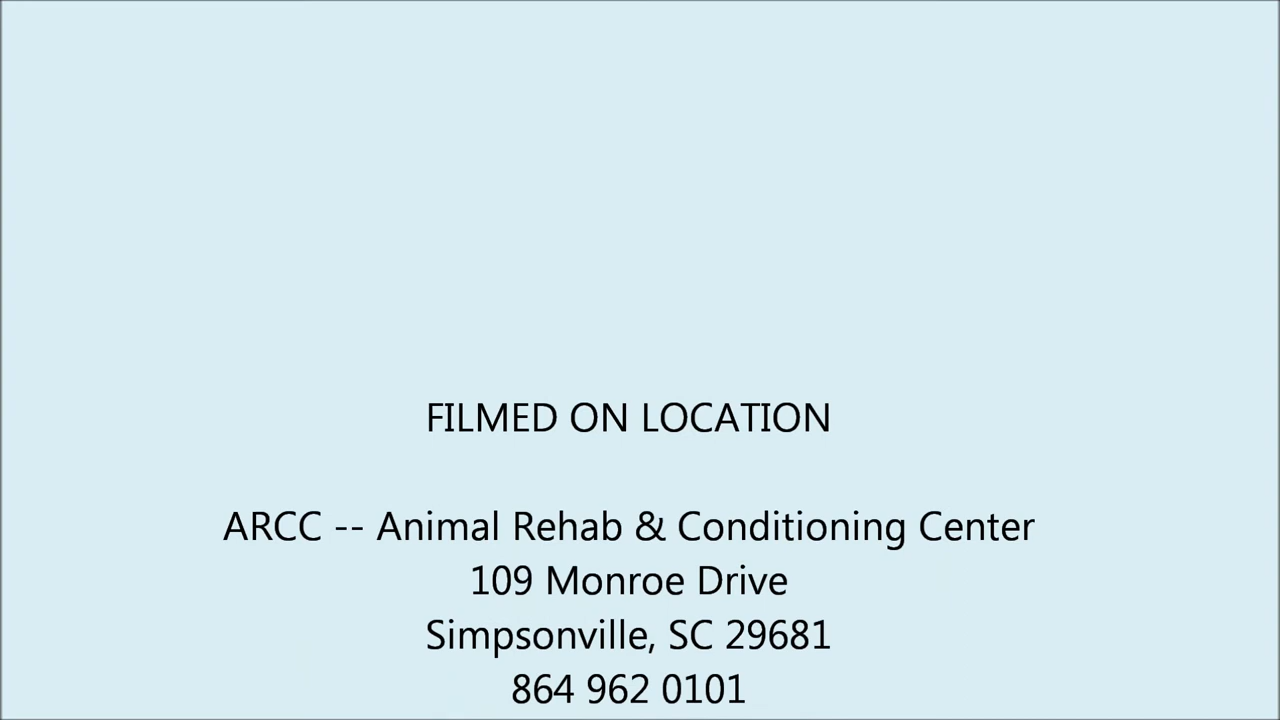 FILMED ON LOCATION
ARCC -- Animal Rehab & Conditioning Center
109 Monroe Drive
Simpsonville, SC 29681
864 962 0101